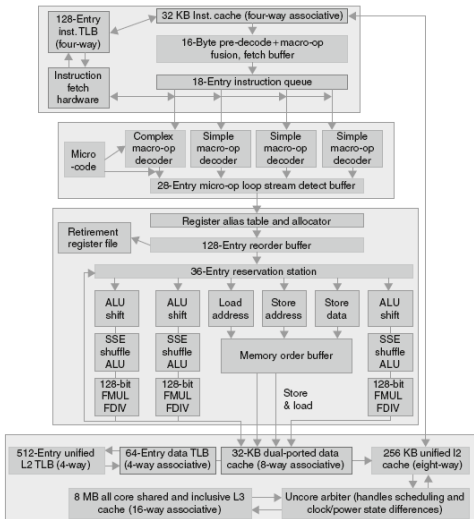 128-Entry
inst. TLB
(four-way)
32 KB Inst. cache (four-way associative)
16-Byte pre-decode+macro-op
fusion, fetch buffer
Instruction
fetch
hardware
18-Entry instruction queue
Complex
macro-op
decoder
Simple
macro-op
decoder
Simple
macro-op
decoder
Simple
macro-op
decoder
Micro
-code
28-Entry micro-op loop stream detect buffer
Register alias table and allocator
Retirement
register file
128-Entry reorder buffer
36-Entry reservation station
ALU
shift
ALU
shift
Load
address
Store
address
Store
data
ALU
shift
SSE
shuffle
ALU
SSE
shuffle
ALU
Memory order buffer
SSE
shuffle
ALU
128-bit
FMUL
FDIV
128-bit
FMUL
FDIV
Store
& load
128-bit
FMUL
FDIV
512-Entry unified
L2 TLB (4-way)
64-Entry data TLB
(4-way associative)
32-KB dual-ported data
cache (8-way associative)
256 KB unified l2
cache (eight-way)
8 MB all core shared and inclusive L3
cache (16-way associative)
Uncore arbiter (handles scheduling and
clock/power state differences)